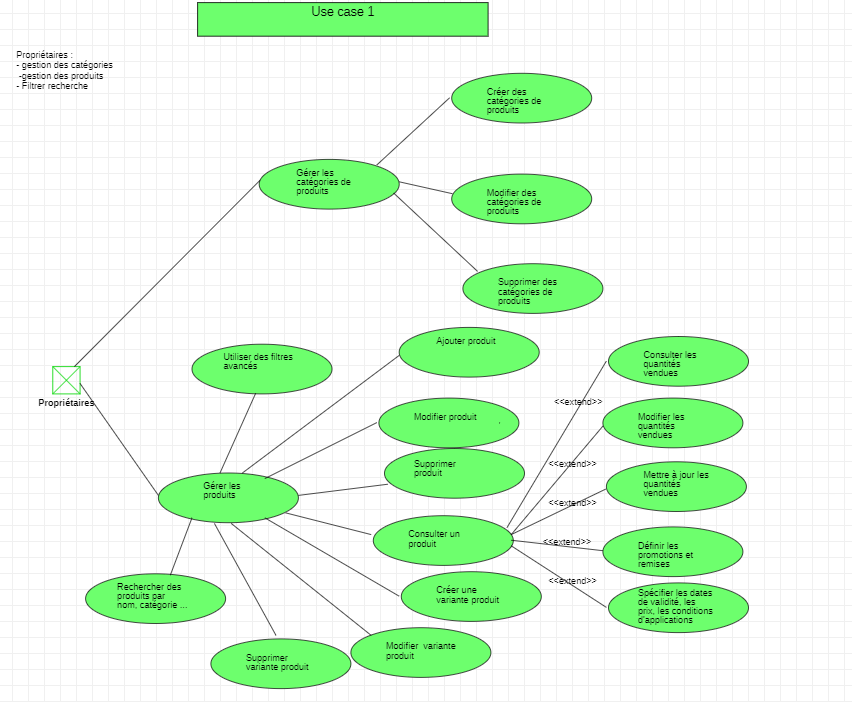 Use case 1
Propriétaires :
- gestion des catégories
-gestion des produits
- Filtrer recherche
Créer des
catégories de
produits
Gérer les
catégories de
produits
Modifier des
catégories de
produits
Supprimer des
catégories de
produits
Ajouter produit
Utiliser des filtres
avancés
Consulter les
quantités
vendues
Propriétaires
<<extend>>
Modifier produit
Modifier les
quantités
vendues
Supprimer
produit
<<extend>>
Mettre à jour les
quantités
vendues
Gérer les
produits
<<extend>>
Consulter un
produit
<<extend>>
Définir les
promotions et
remises
Rechercher des
produits par
nom, catégorie ...
Créer une
variante produit
<<extend>>
Spécifier les dates
de validité, les
prix, les conditions
d'applications
Supprimer
variante produit
Modifier variante
produit